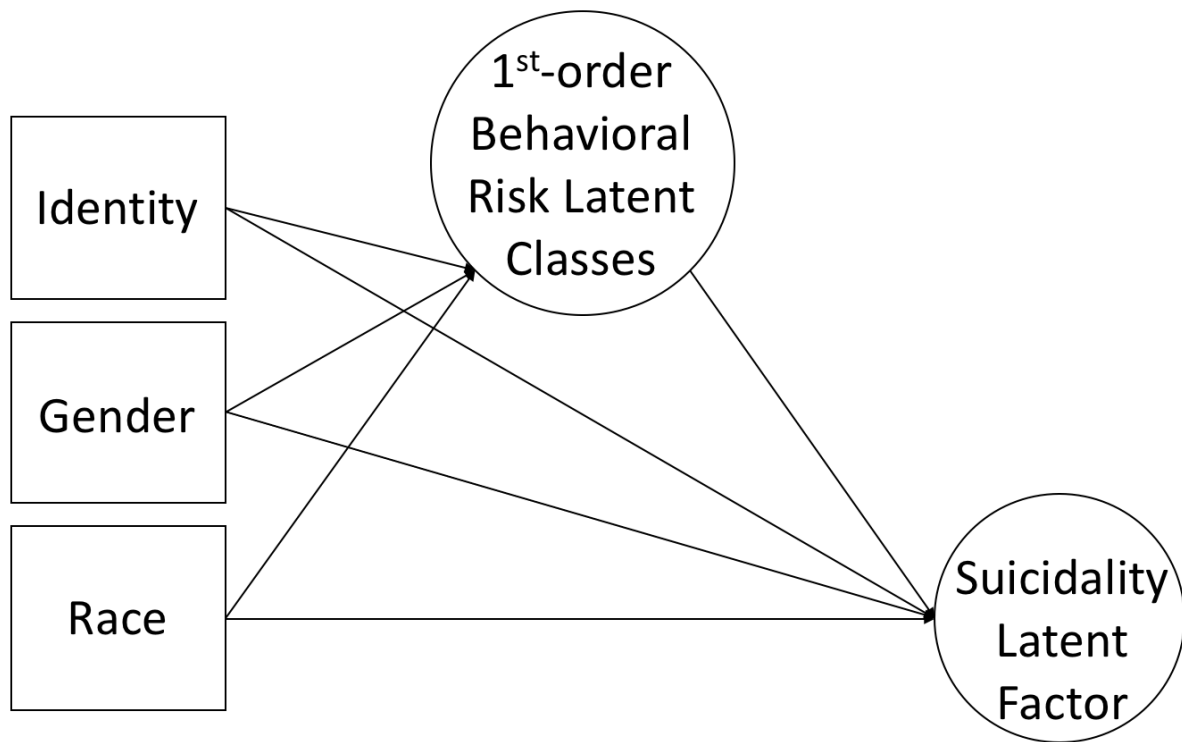 1st-order
Behavioral
Risk Latent
Classes
Identity
Gender
Race
Suicidality
Latent
Factor